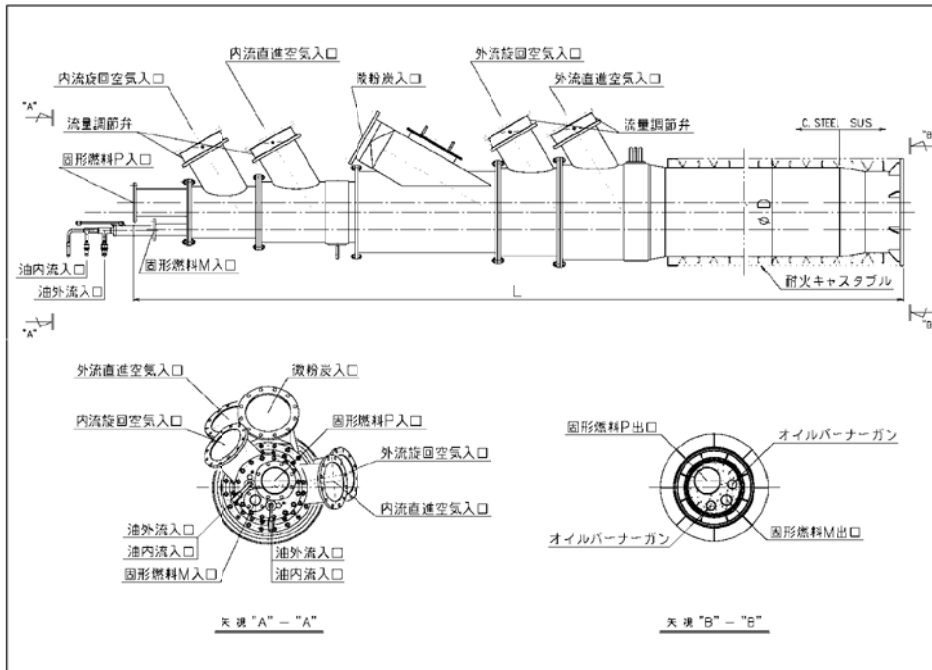 内流直進空気入口
外流旋回空気入口
内流旋回空気入口
微粉炭入口
外流直進空気入口
"A"
流量調節弁
流量調節弁
C. STEEL SUS
"B"
固形燃料P入口
φD
油内流入口
固形燃料M入口
耐火キャスタブル
油外流入口
L
"A"
"B"
外流直進空気入口
微粉炭入口
内流旋回空気入口
固形燃料P入口
外流旋回空気入口
内流直進空気入口
油外流入口
油内流入口
固形燃料M入口
油外流入口
油内流入口
矢視 "A" — "A"
固形燃料P出口
オイルバーナーガン
オイルバーナーガン
固形燃料M出口
矢視 "B" — "B"